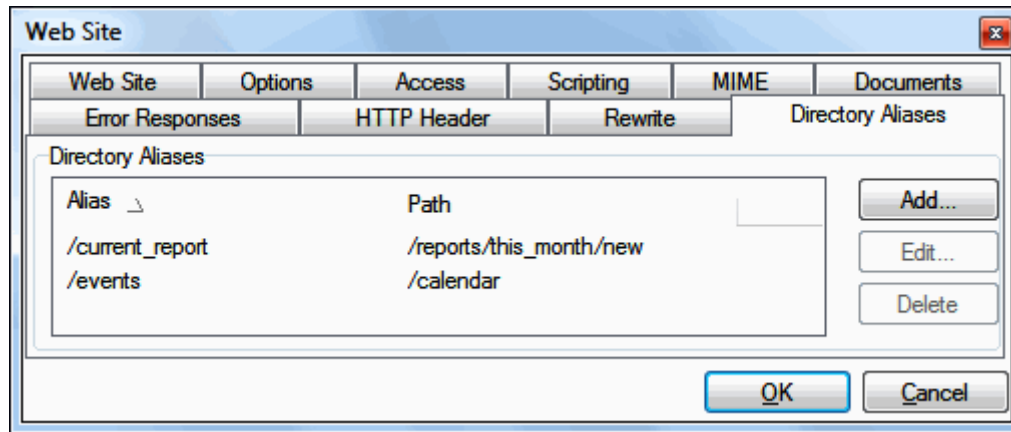 Web Site
Web Site Options Access Scripting MIME Documents
Error Responses HTTP Header Rewrite Directory Aliases
Directory Aliases
Alias Path Add...
/current_report /reports/this_month/new Edit...
/events /calendar
Delete
OK Cancel